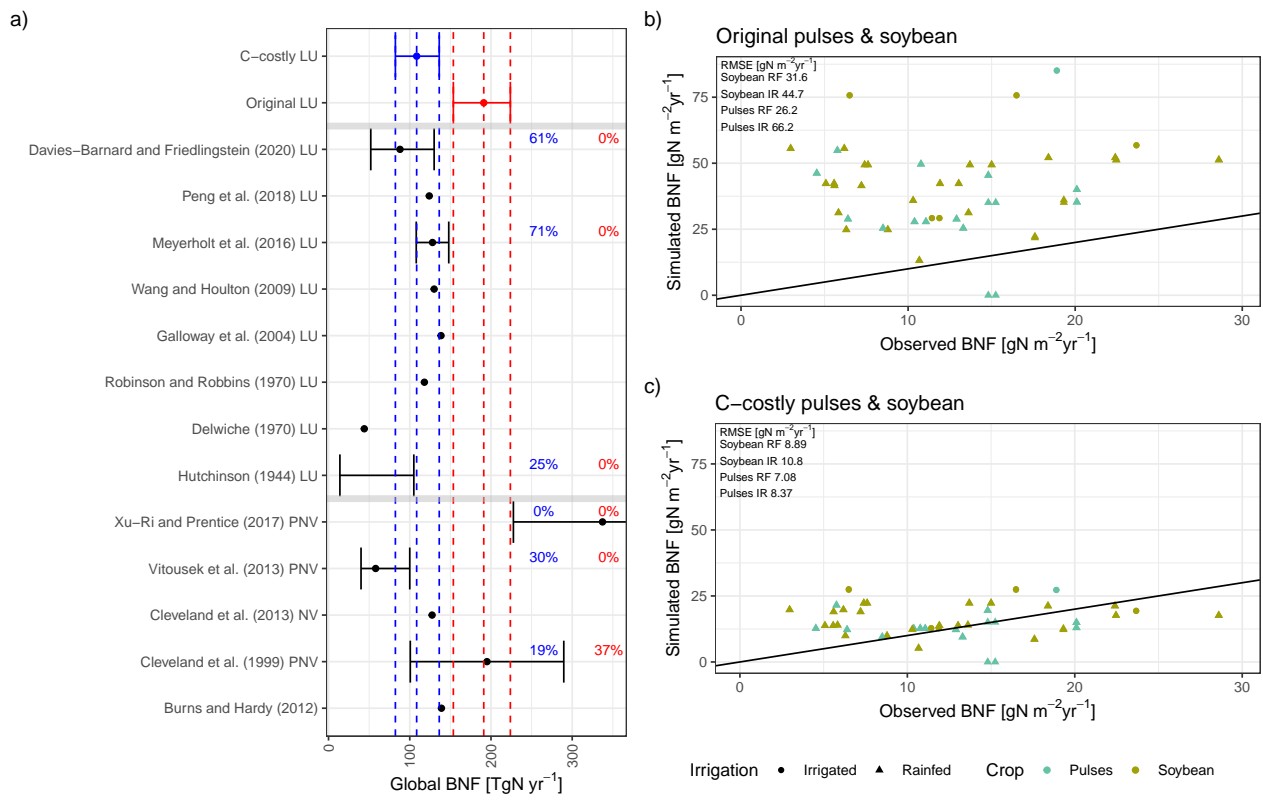 a)
C−costly LU
Original LU
Davies−Barnard and Friedlingstein (2020) LU
61% 0%
Peng et al. (2018) LU
Meyerholt et al. (2016) LU
71% 0%
Wang and Houlton (2009) LU
Galloway et al. (2004) LU
Robinson and Robbins (1970) LU
Delwiche (1970) LU
Hutchinson (1944) LU
25% 0%
Xu−Ri and Prentice (2017) PNV
0% 0%
Vitousek et al. (2013) PNV
30% 0%
Cleveland et al. (2013) NV
Cleveland et al. (1999) PNV
19% 37%
Burns and Hardy (2012)
0 100 200 300
Global BNF [TgN yr⁻¹]
b)
Original pulses & soybean
RMSE [gN m⁻²yr⁻¹]
Soybean RF 31.6
Soybean IR 44.7
Pulses RF 26.2
Pulses IR 66.2
75
50
25
0
Simulated BNF [gN m⁻²yr⁻¹]
0 10 20 30
Observed BNF [gN m⁻²yr⁻¹]
c)
C−costly pulses & soybean
RMSE [gN m⁻²yr⁻¹]
Soybean RF 8.89
Soybean IR 10.8
Pulses RF 7.08
Pulses IR 8.37
75
50
25
0
Simulated BNF [gN m⁻²yr⁻¹]
0 10 20 30
Observed BNF [gN m⁻²yr⁻¹]
Irrigation Irrigated Rainfed Crop Pulses Soybean